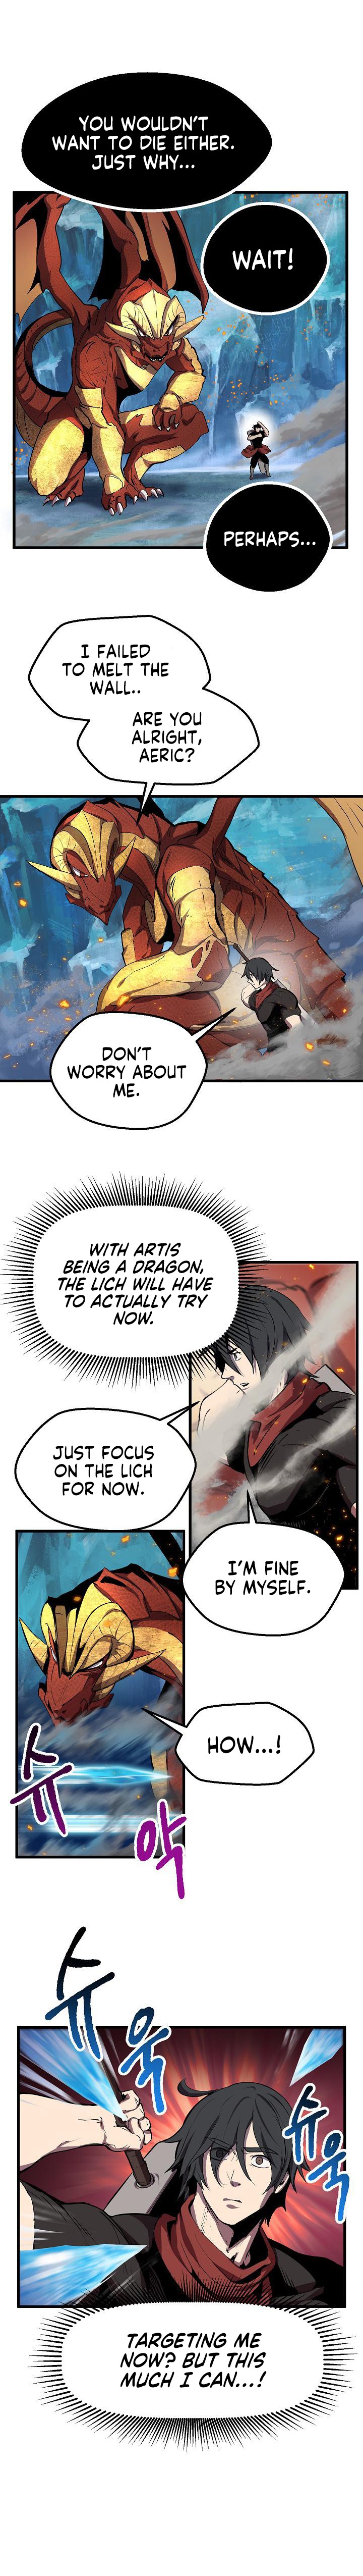 YOU WOULDN'T
WANT TO DIE EITHER.
JUST WHY...
WAIT!
PERHAPS...
I FAILED
TO MELT THE
WALL..
ARE YOU
ALRIGHT,
AERIC?
DON'T
WORRY ABOUT
ME.
WITH ARTIS
BEING A DRAGON,
THE LICH WILL HAVE
TO ACTUALLY TRY
NOW.
JUST FOCUS
ON THE LICH
FOR NOW.
I'M FINE
BY MYSELF.
HOW...!
슈
악
슈
욱
슈
욱
TARGETING ME
NOW? BUT THIS
MUCH I CAN...!